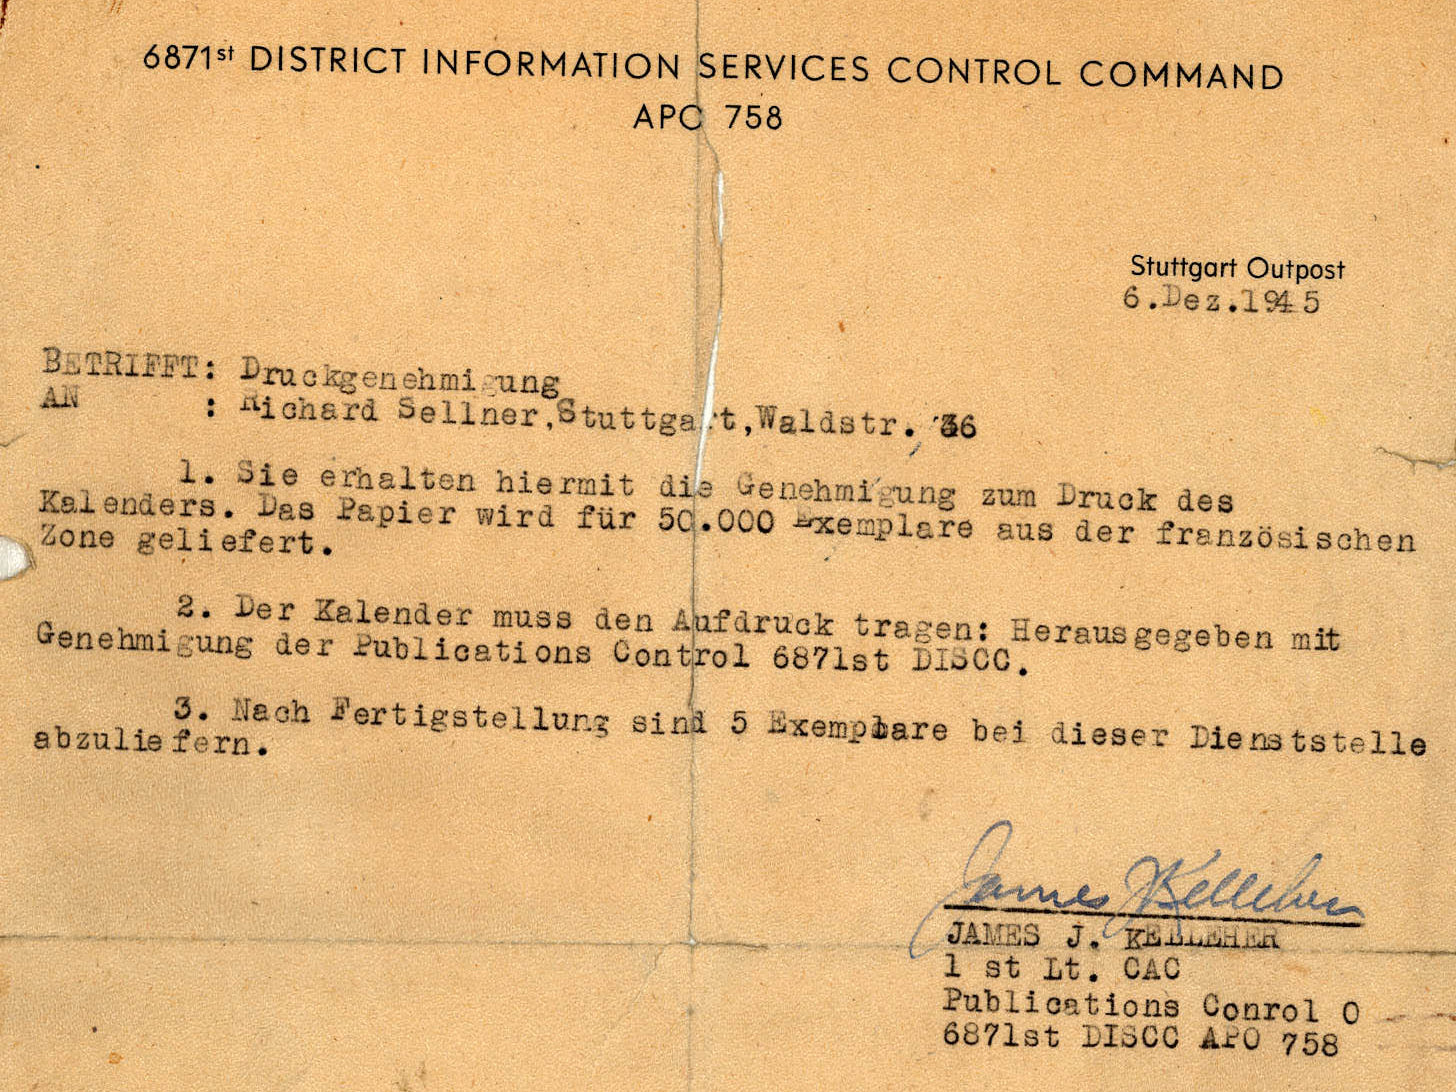 6871st DISTRICT INFORMATION SERVICES CONTROL COMMAND
APO 758
Stuttgart Outpost
6.Dez.1945
BETRIFFT: Druckgenehmigung
AN : Richard Sellner,Stuttgart,Waldstr. 36
1. Sie erhalten hiermit die Genehmigung zum Druck des
Kalenders. Das Papier wird für 50.000 Exemplare aus der französischen
Zone geliefert.
2. Der Kalender muss den Aufdruck tragen: Herausgegeben mit
Genehmigung der Publications Control 6871st DISCC.
3. Nach Fertigstellung sind 5 Exemplare bei dieser Dienststelle
abzuliefern.
James J Kelleher
JAMES J. KELLEHER
1 st Lt. CAC
Publications Conrol O
6871st DISCC APO 758